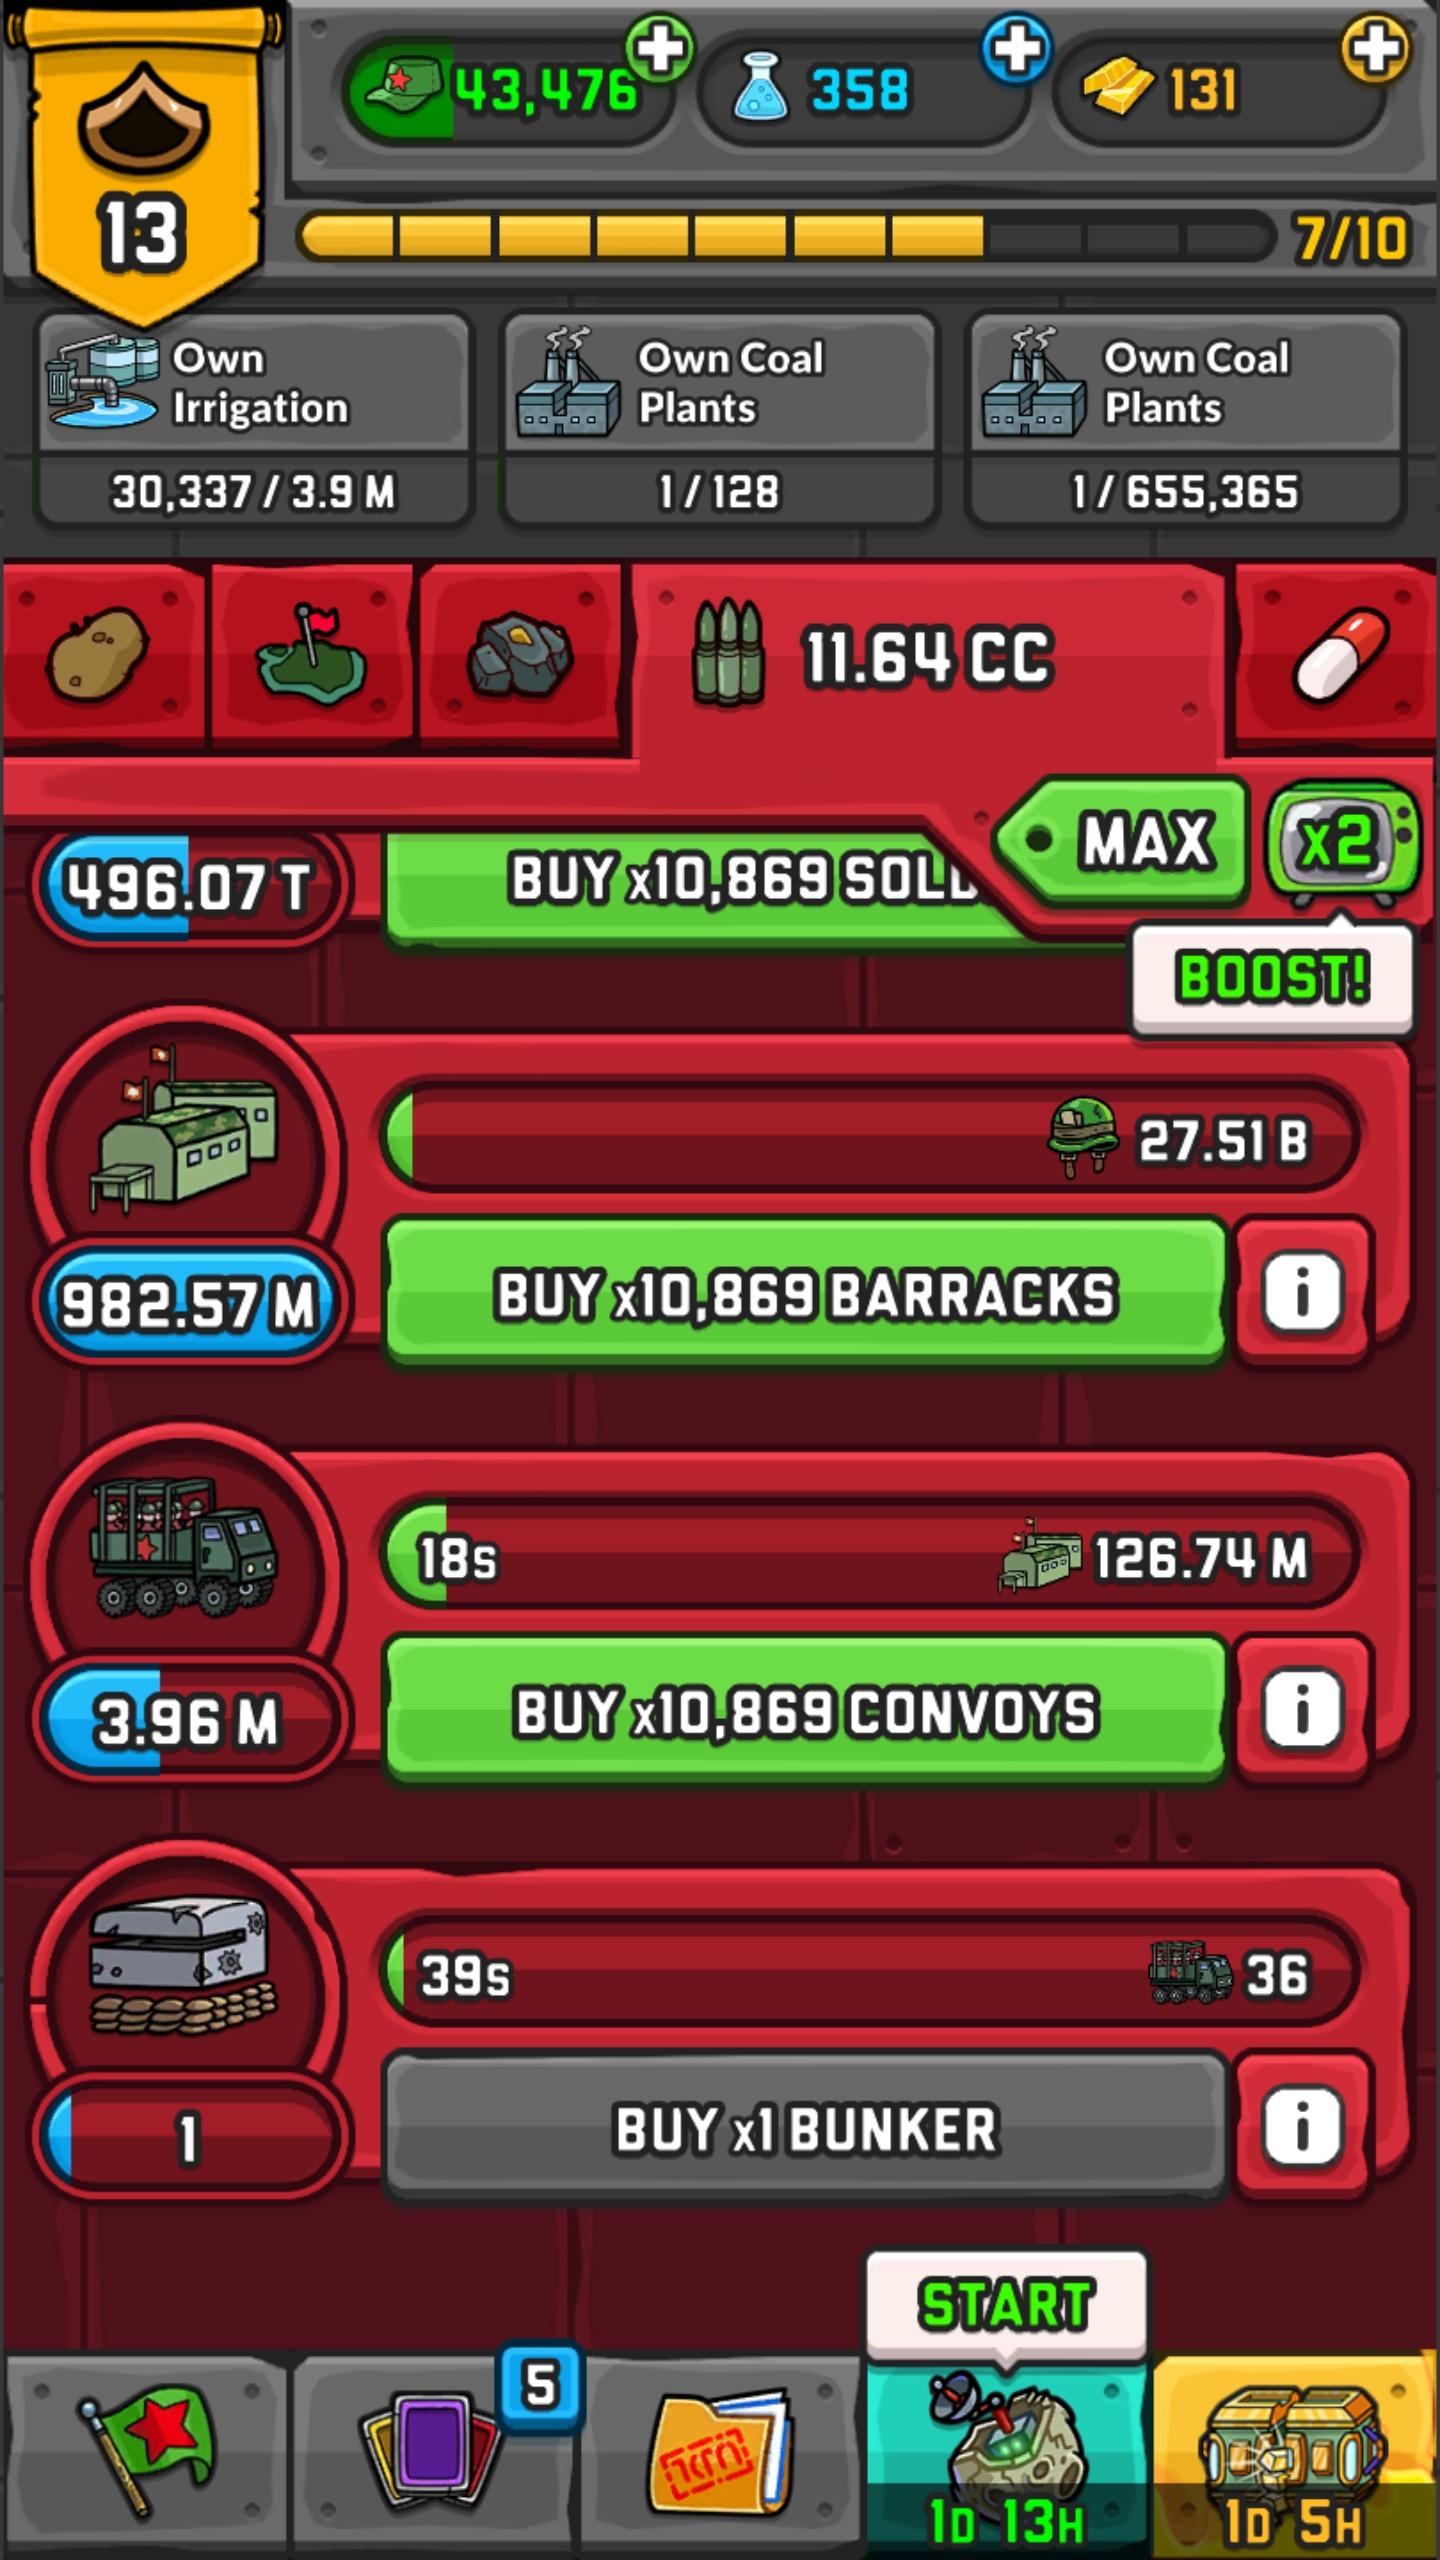 43,476
358
131
13
7/10
Own Irrigation
30,337 / 3.9 M
Own Coal Plants
1 / 128
Own Coal Plants
1 / 655,365
11.64 CC
MAX
x2
BOOST!
496.07 T
BUY x10,869 SOLD
27.51 B
982.57 M
BUY x10,869 BARRACKS
i
18s
126.74 M
3.96 M
BUY x10,869 CONVOYS
i
39s
36
1
BUY x1 BUNKER
i
START
5
1D 13H
1D 5H